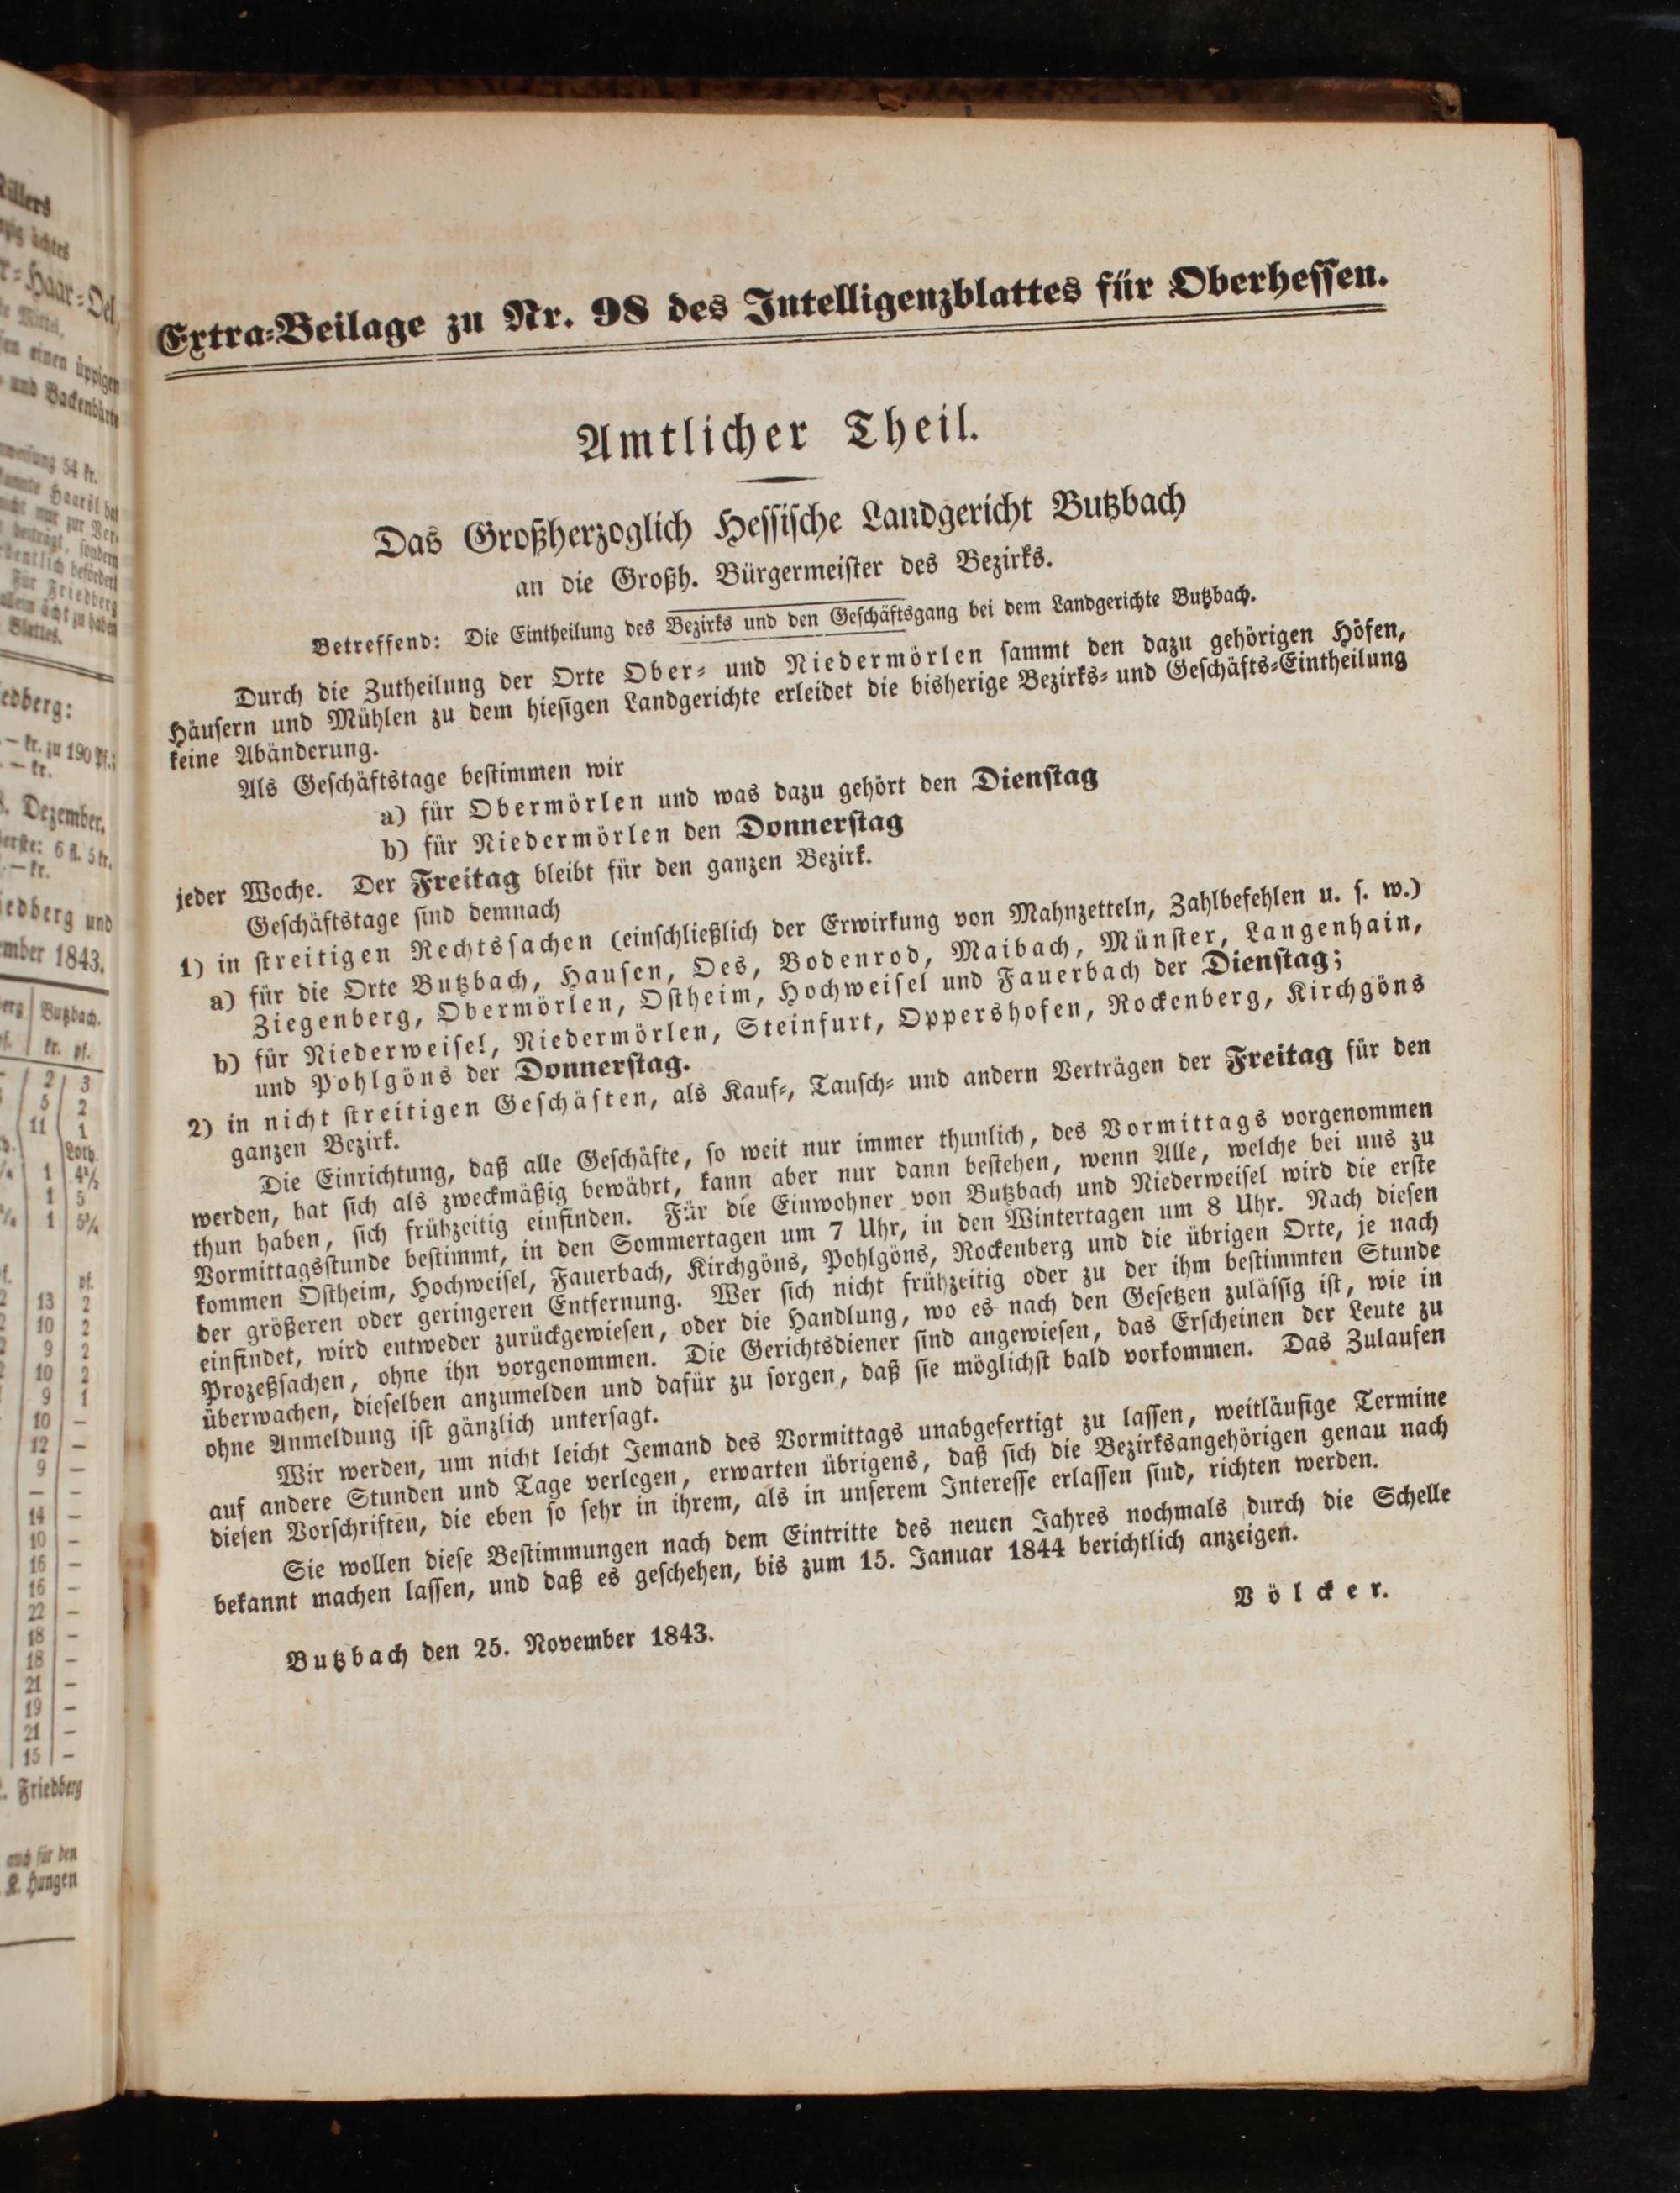 Extra-Beilage zu Nr. 98 des Intelligenzblattes für Oberhessen.
Amtlicher Theil.
Das Großherzoglich Hessische Landgericht Butzbach
an die Großh. Bürgermeister des Bezirks.
Betreffend: Die Eintheilung des Bezirks und den Geschäftsgang bei dem Landgerichte Butzbach.
Durch die Zutheilung der Orte Ober- und Niedermörlen sammt den dazu gehörigen Höfen,
Häusern und Mühlen zu dem hiesigen Landgerichte erleidet die bisherige Bezirks- und Geschäfts-Eintheilung
keine Abänderung.
Als Geschäftstage bestimmen wir
a) für Obermörlen und was dazu gehört den Dienstag
b) für Niedermörlen den Donnerstag
jeder Woche. Der Freitag bleibt für den ganzen Bezirk.
Geschäftstage sind demnach
1) in streitigen Rechtssachen (einschließlich der Erwirkung von Mahnzetteln, Zahlbefehlen u. s. w.)
a) für die Orte Butzbach, Hausen, Oes, Bodenrod, Maibach, Münster, Langenhain,
Ziegenberg, Obermörlen, Ostheim, Hochweisel und Fauerbach der Dienstag;
b) für Niederweisel, Niedermörlen, Steinfurt, Oppershofen, Rockenberg, Kirchgöns
und Pohlgöns der Donnerstag.
2) in nicht streitigen Geschäften, als Kauf-, Tausch- und andern Verträgen der Freitag für den
ganzen Bezirk.
Die Einrichtung, daß alle Geschäfte, so weit nur immer thunlich, des Vormittags vorgenommen
werden, hat sich als zweckmäßig bewährt, kann aber nur dann bestehen, wenn Alle, welche bei uns zu
thun haben, sich frühzeitig einfinden. Für die Einwohner von Butzbach und Niederweisel wird die erste
Vormittagsstunde bestimmt, in den Sommertagen um 7 Uhr, in den Wintertagen um 8 Uhr. Nach diesen
kommen Ostheim, Hochweisel, Fauerbach, Kirchgöns, Pohlgöns, Rockenberg und die übrigen Orte, je nach
der größeren oder geringeren Entfernung. Wer sich nicht frühzeitig oder zu der ihm bestimmten Stunde
einfindet, wird entweder zurückgewiesen, oder die Handlung, wo es nach den Gesetzen zulässig ist, wie in
Prozeßsachen, ohne ihn vorgenommen. Die Gerichtsdiener sind angewiesen, das Erscheinen der Leute zu
überwachen, dieselben anzumelden und dafür zu sorgen, daß sie möglichst bald vorkommen. Das Zulaufen
ohne Anmeldung ist gänzlich untersagt.
Wir werden, um nicht leicht Jemand des Vormittags unabgefertigt zu lassen, weitläufige Termine
auf andere Stunden und Tage verlegen, erwarten übrigens, daß sich die Bezirksangehörigen genau nach
diesen Vorschriften, die eben so sehr in ihrem, als in unserem Interesse erlassen sind, richten werden.
Sie wollen diese Bestimmungen nach dem Eintritte des neuen Jahres nochmals durch die Schelle
bekannt machen lassen, und daß es geschehen, bis zum 15. Januar 1844 berichtlich anzeigen.
Völcker.
Butzbach den 25. November 1843.